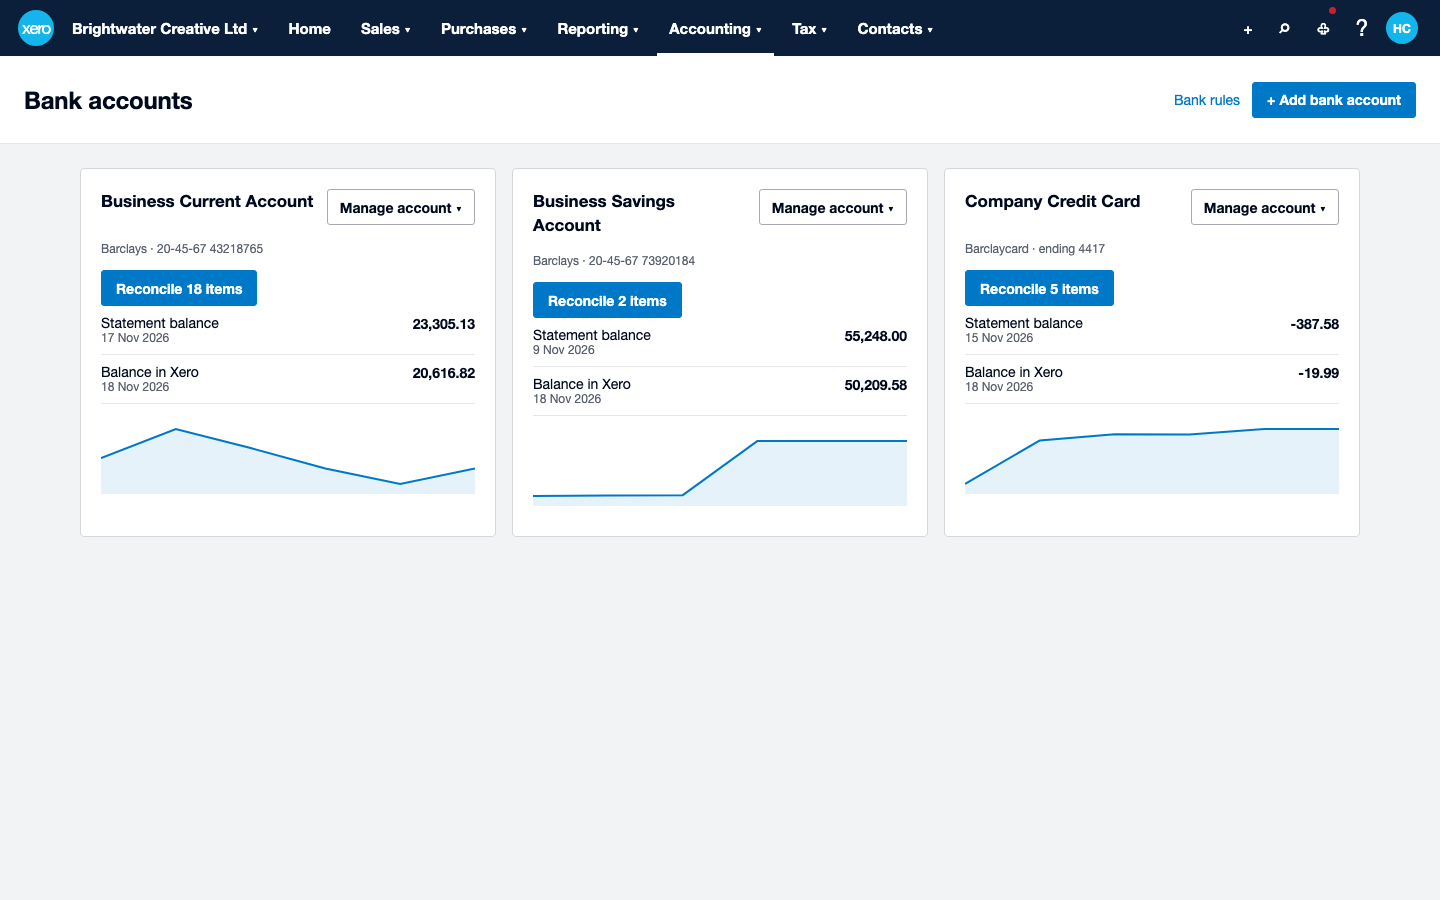 xero Brightwater Creative Ltd ▾ Home Sales ▾ Purchases ▾ Reporting ▾ Accounting ▾ Tax ▾ Contacts ▾ + ? HC
Bank accounts
Bank rules
+ Add bank account
Business Current Account
Manage account ▾
Barclays · 20-45-67 43218765
Reconcile 18 items
Statement balance 23,305.13
17 Nov 2026
Balance in Xero 20,616.82
18 Nov 2026
Business Savings
Account
Manage account ▾
Barclays · 20-45-67 73920184
Reconcile 2 items
Statement balance 55,248.00
9 Nov 2026
Balance in Xero 50,209.58
18 Nov 2026
Company Credit Card
Manage account ▾
Barclaycard · ending 4417
Reconcile 5 items
Statement balance -387.58
15 Nov 2026
Balance in Xero -19.99
18 Nov 2026